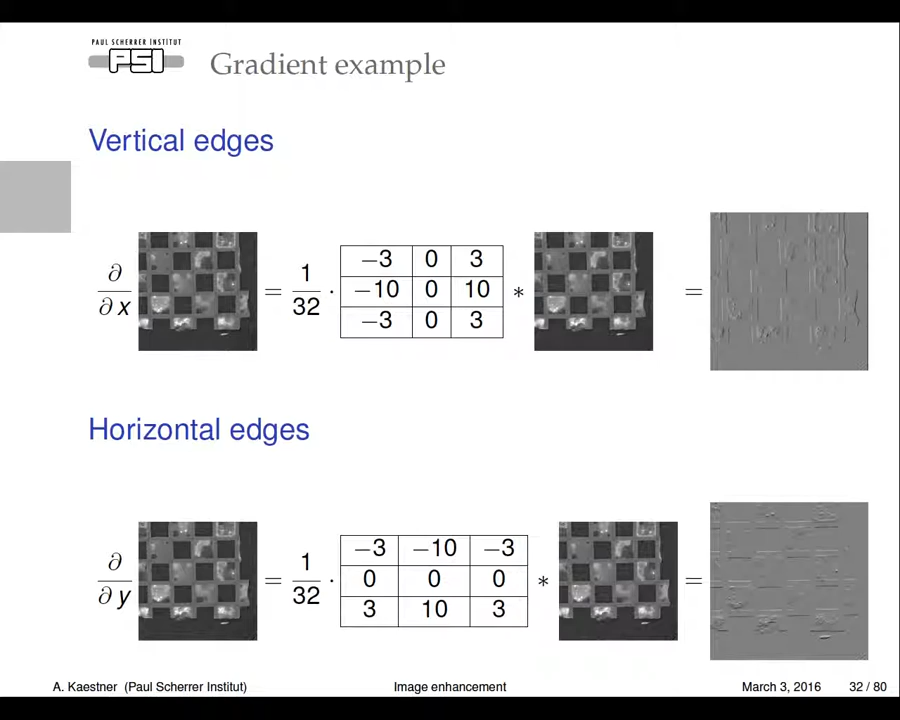 PAUL SCHERRER INSTITUT
PSI
Gradient example
Vertical edges
∂/∂x = 1/32 · −3 0 3 −10 0 10 −3 0 3 * =
Horizontal edges
∂/∂y = 1/32 · −3 −10 −3 0 0 0 3 10 3 * =
A. Kaestner (Paul Scherrer Institut) Image enhancement March 3, 2016 32 / 80